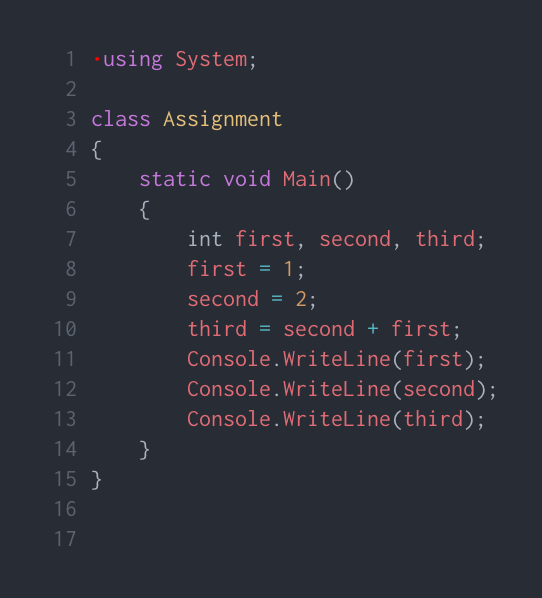 1 ·using System;
2
3 class Assignment
4 {
5     static void Main()
6     {
7         int first, second, third;
8         first = 1;
9         second = 2;
10         third = second + first;
11         Console.WriteLine(first);
12         Console.WriteLine(second);
13         Console.WriteLine(third);
14     }
15 }
16
17